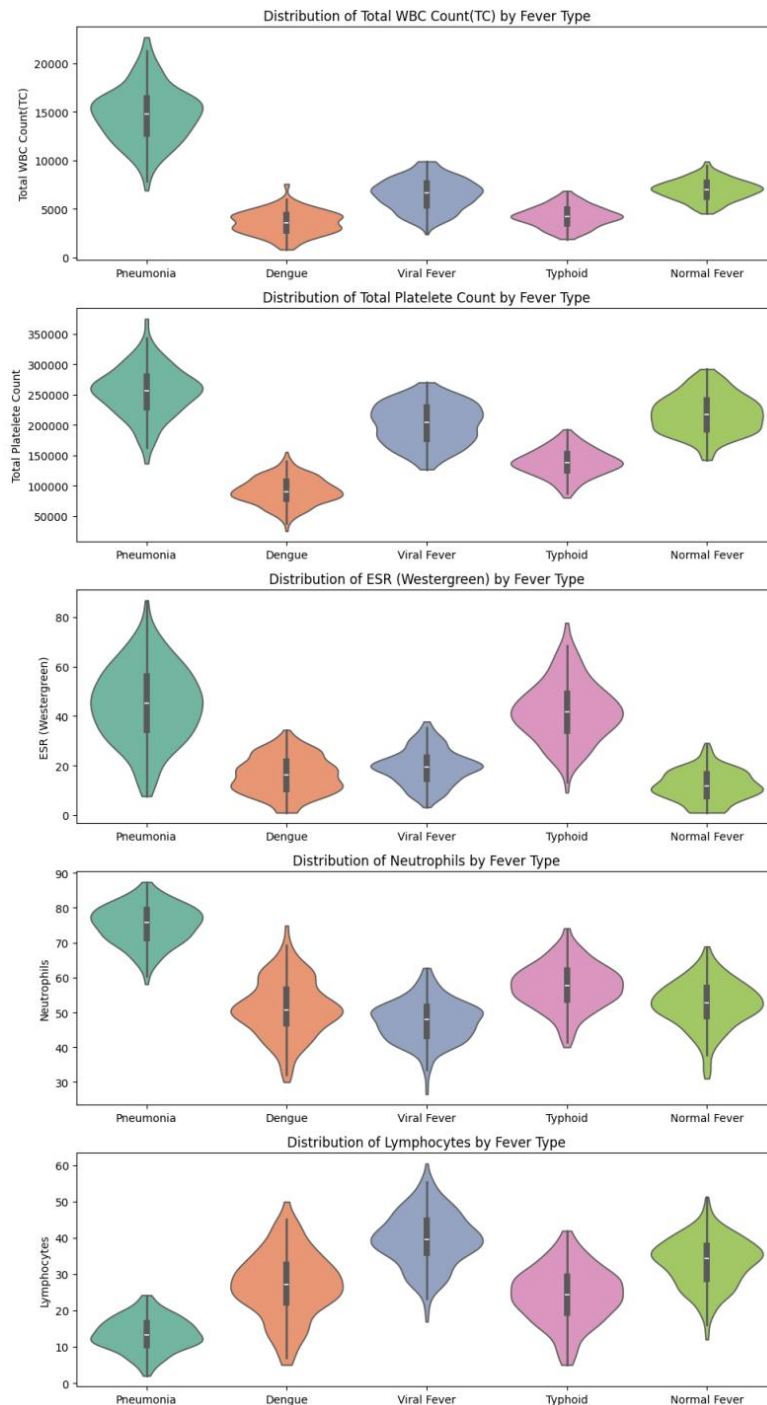 Distribution of Total WBC Count(TC) by Fever Type
Total WBC Count(TC)
20000
15000
10000
5000
0
Pneumonia Dengue Viral Fever Typhoid Normal Fever
Distribution of Total Platelete Count by Fever Type
Total Platelete Count
350000
300000
250000
200000
150000
100000
50000
Pneumonia Dengue Viral Fever Typhoid Normal Fever
Distribution of ESR (Westergreen) by Fever Type
ESR (Westergreen)
80
60
40
20
0
Pneumonia Dengue Viral Fever Typhoid Normal Fever
Distribution of Neutrophils by Fever Type
Neutrophils
90
80
70
60
50
40
30
Pneumonia Dengue Viral Fever Typhoid Normal Fever
Distribution of Lymphocytes by Fever Type
Lymphocytes
60
50
40
30
20
10
0
Pneumonia Dengue Viral Fever Typhoid Normal Fever